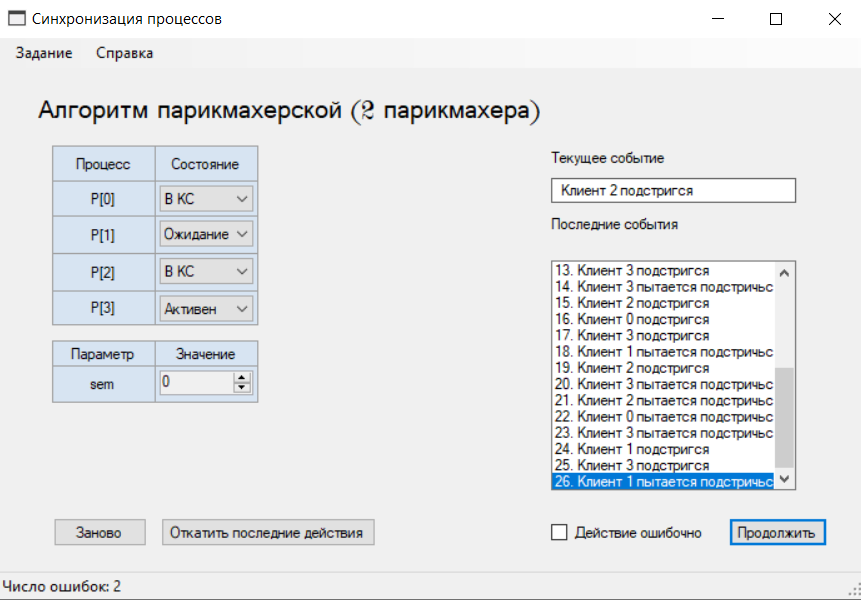 Синхронизация процессов
Задание Справка
Алгоритм парикмахерской (2 парикмахера)
Процесс Состояние
P[0] В КС
P[1] Ожидание
P[2] В КС
P[3] Активен
Параметр Значение
sem 0
Текущее событие
Клиент 2 подстригся
Последние события
13. Клиент 3 подстригся
14. Клиент 3 пытается подстричьс
15. Клиент 2 подстригся
16. Клиент 0 подстригся
17. Клиент 3 подстригся
18. Клиент 1 пытается подстричьс
19. Клиент 2 подстригся
20. Клиент 3 пытается подстричьс
21. Клиент 2 пытается подстричьс
22. Клиент 0 пытается подстричьс
23. Клиент 3 пытается подстричьс
24. Клиент 1 подстригся
25. Клиент 3 подстригся
26. Клиент 1 пытается подстричьс
Заново Откатить последние действия
Действие ошибочно Продолжить
Число ошибок: 2